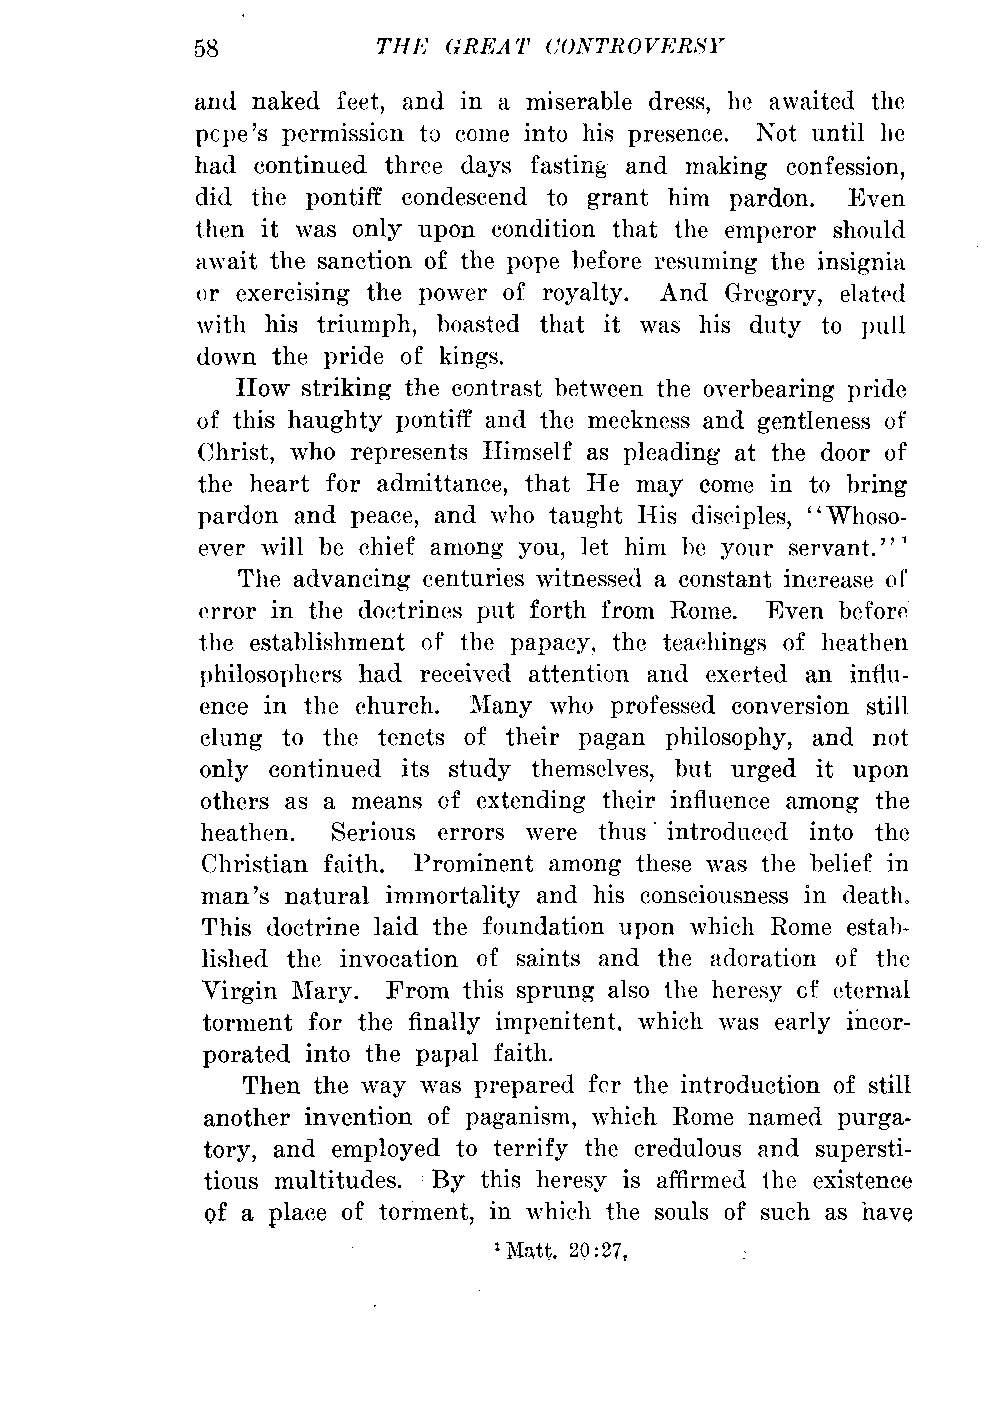 58 THE GREAT CONTROVERSY
and naked feet, and in a miserable dress, he awaited the
pope's permission to come into his presence. Not until he
had continued three days fasting and making confession,
did the pontiff condescend to grant him pardon. Even
then it was only upon condition that the emperor should
await the sanction of the pope before resuming the insignia
or exercising the power of royalty. And Gregory, elated
with his triumph, boasted that it was his duty to pull
down the pride of kings.
How striking the contrast between the overbearing pride
of this haughty pontiff and the meekness and gentleness of
Christ, who represents Himself as pleading at the door of
the heart for admittance, that He may come in to bring
pardon and peace, and who taught His disciples, "Whoso-
ever will be chief among you, let him be your servant."¹
The advancing centuries witnessed a constant increase of
error in the doctrines put forth from Rome. Even before
the establishment of the papacy, the teachings of heathen
philosophers had received attention and exerted an influ-
ence in the church. Many who professed conversion still
clung to the tenets of their pagan philosophy, and not
only continued its study themselves, but urged it upon
others as a means of extending their influence among the
heathen. Serious errors were thus introduced into the
Christian faith. Prominent among these was the belief in
man's natural immortality and his consciousness in death.
This doctrine laid the foundation upon which Rome estab-
lished the invocation of saints and the adoration of the
Virgin Mary. From this sprung also the heresy of eternal
torment for the finally impenitent, which was early incor-
porated into the papal faith.
Then the way was prepared for the introduction of still
another invention of paganism, which Rome named purga-
tory, and employed to terrify the credulous and supersti-
tious multitudes. By this heresy is affirmed the existence
of a place of torment, in which the souls of such as have
¹ Matt. 20:27.